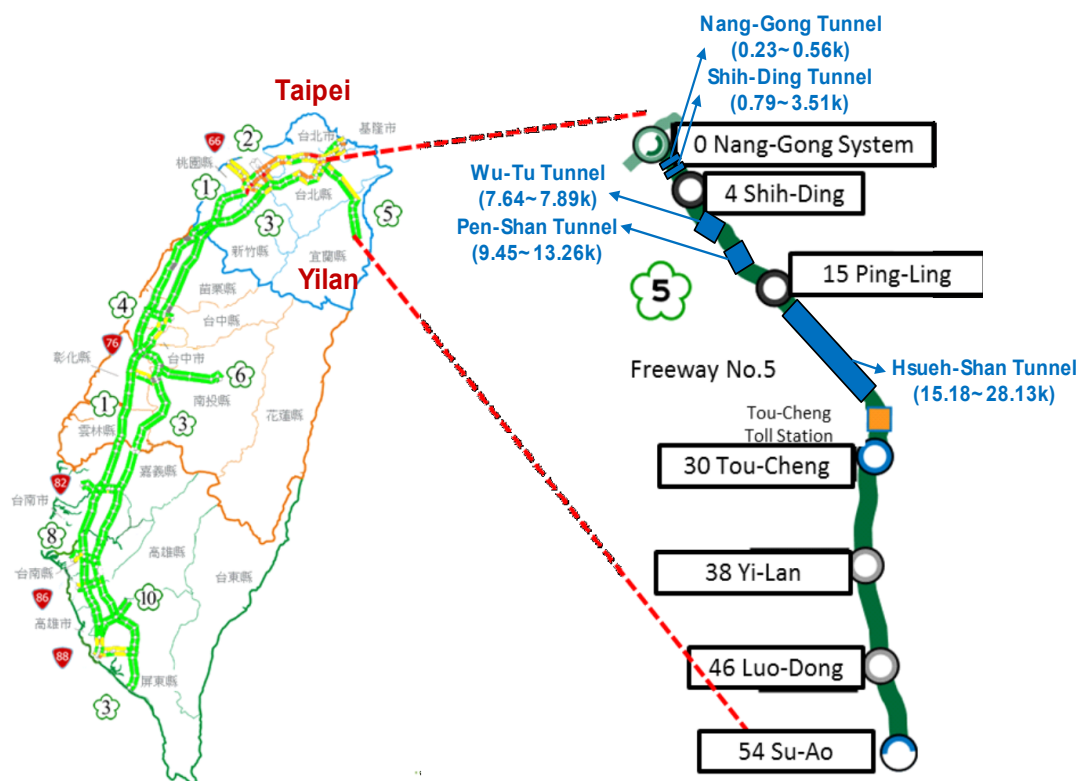 Nang-Gong Tunnel
(0.23~0.56k)
Shih-Ding Tunnel
(0.79~3.51k)
Taipei
基隆市
台北市
66
2
桃園縣
0 Nang-Gong System
Wu-Tu Tunnel
(7.64~7.89k)
4 Shih-Ding
1
台北縣
3
5
Pen-Shan Tunnel
(9.45~13.26k)
新竹縣
宜蘭縣
Yilan
15 Ping-Ling
5
苗栗縣
4
台中縣
76
彰化縣
台中市
6
Freeway No.5
Hsueh-Shan Tunnel
(15.18~28.13k)
南投縣
1
3
花蓮縣
雲林縣
Tou-Cheng
Toll Station
30 Tou-Cheng
嘉義縣
82
台南市
8
高雄縣
台南縣
台東縣
38 Yi-Lan
86
10
高雄市
88
46 Luo-Dong
屏東縣
3
54 Su-Ao